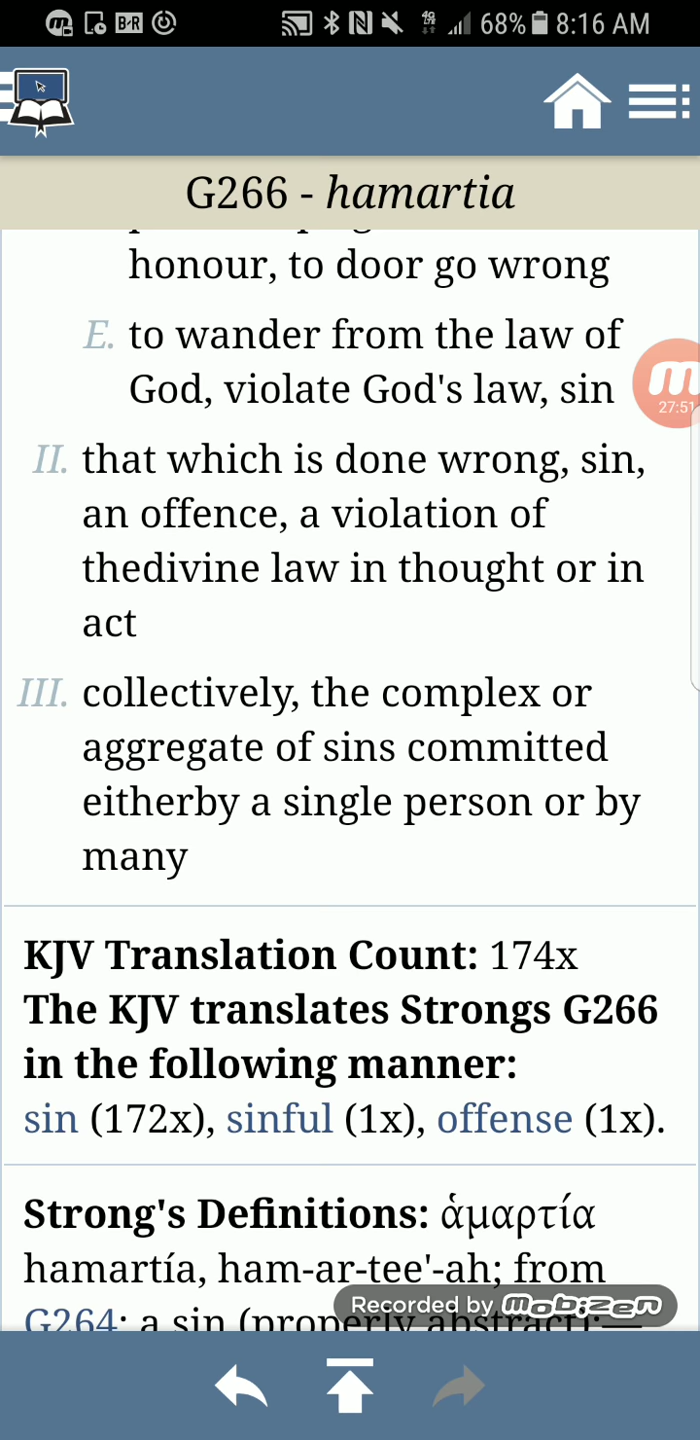 68% 8:16 AM
G266 - hamartia
honour, to door go wrong
E. to wander from the law of
God, violate God's law, sin
27:51
II. that which is done wrong, sin,
an offence, a violation of
thedivine law in thought or in
act
III. collectively, the complex or
aggregate of sins committed
eitherby a single person or by
many
KJV Translation Count: 174x
The KJV translates Strongs G266
in the following manner:
sin (172x), sinful (1x), offense (1x).
Strong's Definitions: ἁμαρτία
hamartía, ham-ar-tee'-ah; from
G264; a sin (properly abstract):—
Recorded by mobizen